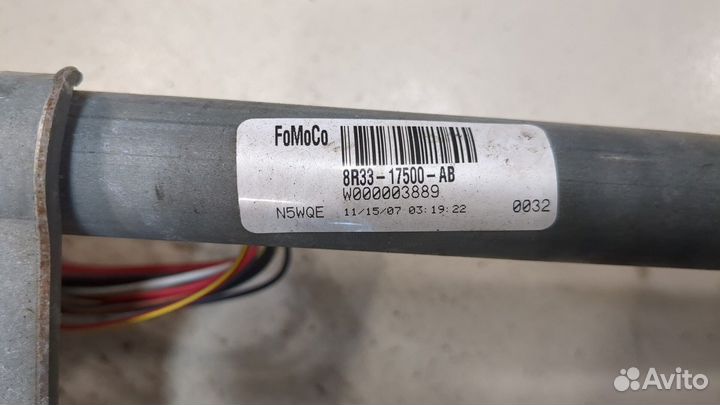 FoMoCo
8R33-17500-AB
W000003889
N5WQE 11/15/07 03:19:22 0032
Avito